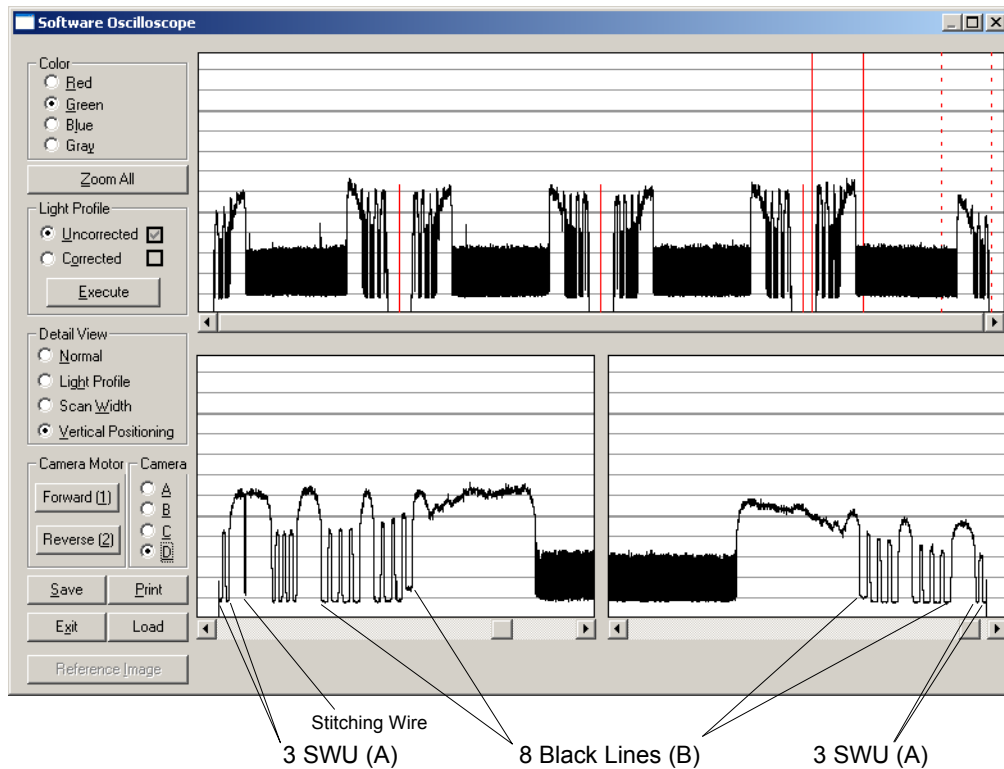 Software Oscilloscope
Color
Red
Green
Blue
Gray
Zoom All
Light Profile
Uncorrected
Corrected
Execute
Detail View
Normal
Light Profile
Scan Width
Vertical Positioning
Camera Motor
Forward (1)
Reverse (2)
Camera
A
B
C
D
Save
Print
Exit
Load
Reference Image
Stitching Wire
3 SWU (A)
8 Black Lines (B)
3 SWU (A)